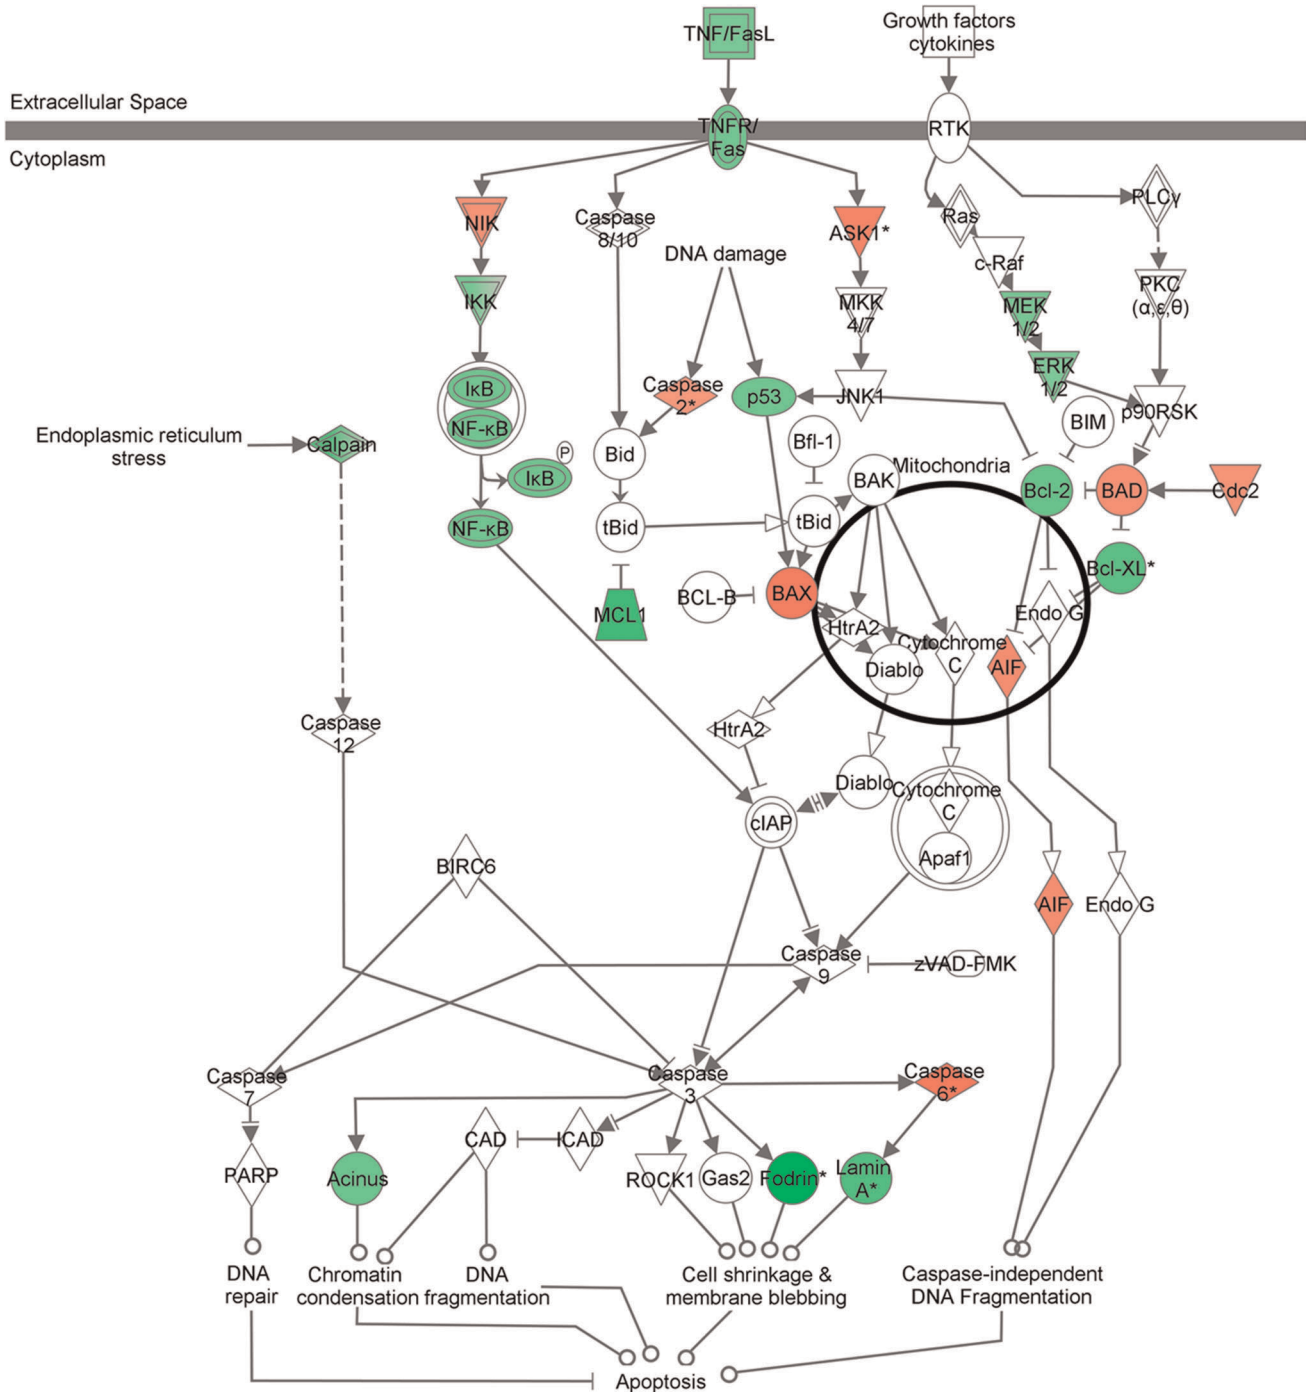 TNF/FasL
Growth factors
cytokines
Extracellular Space
TNFR/
Fas
RTK
Cytoplasm
NIK
Caspase
8/10
ASK1*
Ras
PLCγ
DNA damage
c-Raf
IKK
MKK
4/7
MEK
1/2
PKC
(α,ε,θ)
IκB
NF-κB
Caspase
2*
p53
JNK1
ERK
1/2
p90RSK
BIM
Endoplasmic reticulum
stress
Calpain
P
IκB
Bid
Bfl-1
BAK
Mitochondria
Bcl-2
BAD
Cdc2
NF-κB
tBid
tBid
MCL1
BCL-B
BAX
HtrA2
Diablo
Cytochrome
C
AIF
Endo G
Bcl-XL*
Caspase
12
HtrA2
Diablo
cIAP
Cytochrome
C
Apaf1
BIRC6
AIF
Endo G
Caspase
9
zVAD-FMK
Caspase
7
Caspase
3
Caspase
6*
PARP
Acinus
CAD
ICAD
ROCK1
Gas2
Fodrin*
Lamin
A*
DNA
repair
Chromatin
condensation
DNA
fragmentation
Cell shrinkage &
membrane blebbing
Caspase-independent
DNA Fragmentation
Apoptosis